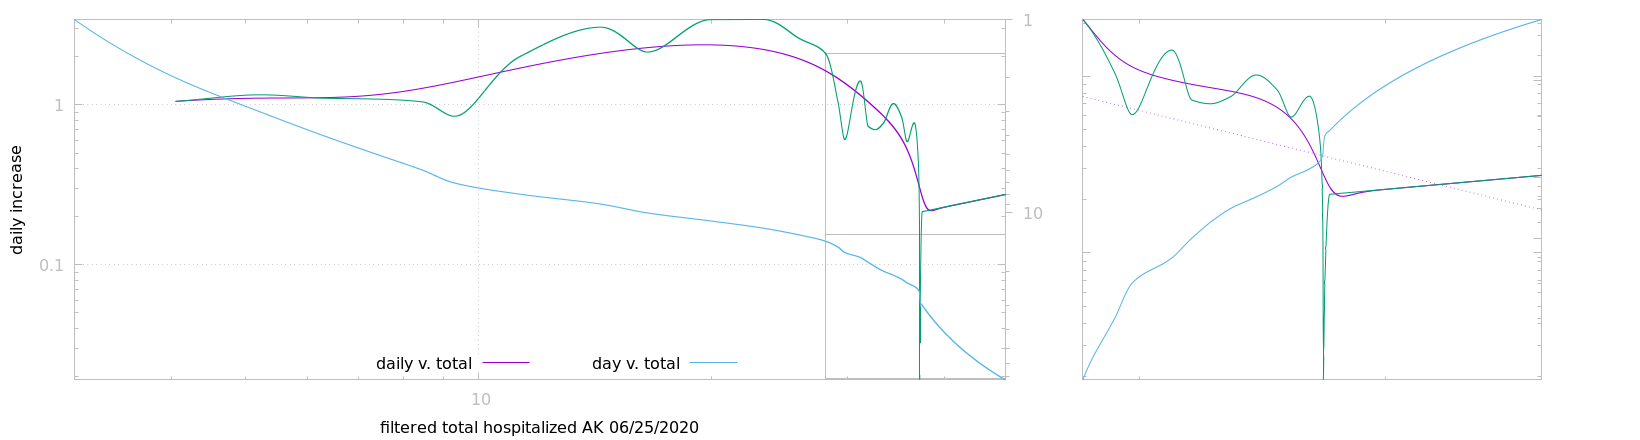 1
1
daily increase
10
0.1
daily v. total
day v. total
10
filtered total hospitalized AK 06/25/2020